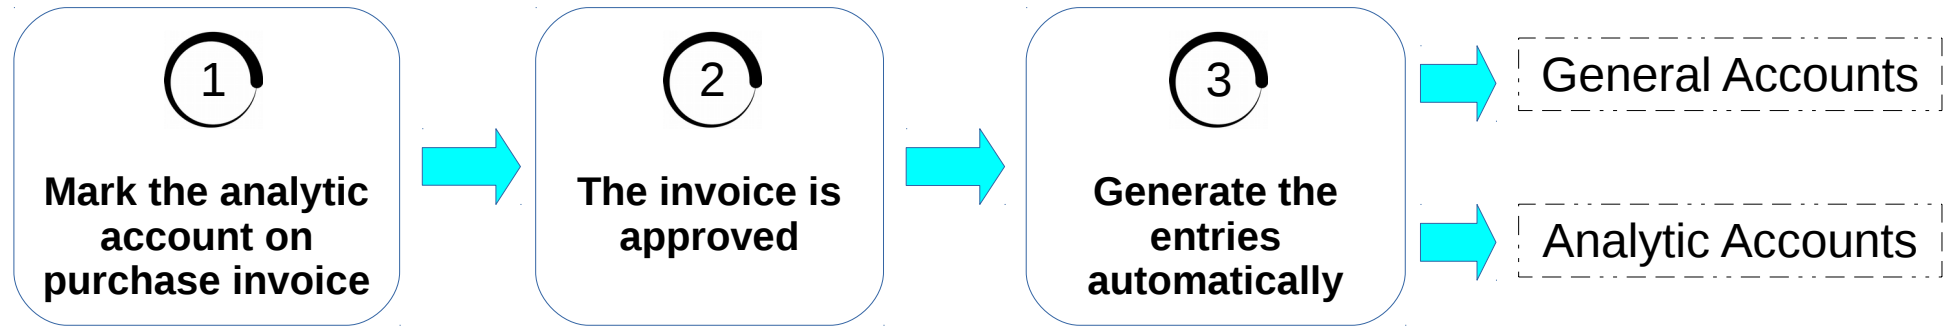 1
Mark the analytic
account on
purchase invoice
2
The invoice is
approved
3
Generate the
entries
automatically
General Accounts
Analytic Accounts